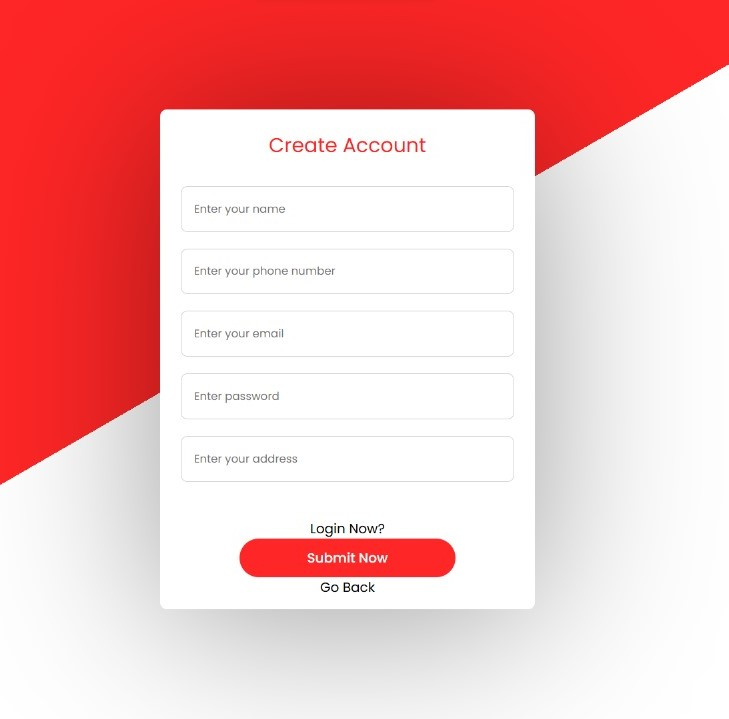 Create Account
Enter your name
Enter your phone number
Enter your email
Enter password
Enter your address
Login Now?
Submit Now
Go Back